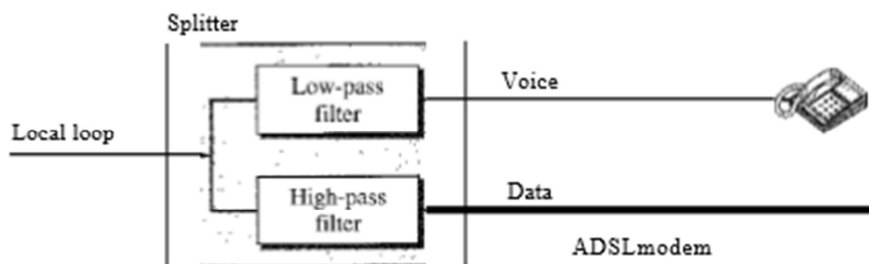 Splitter
Low-pass
filter
Voice
Local loop
High-pass
filter
Data
ADSLmodem